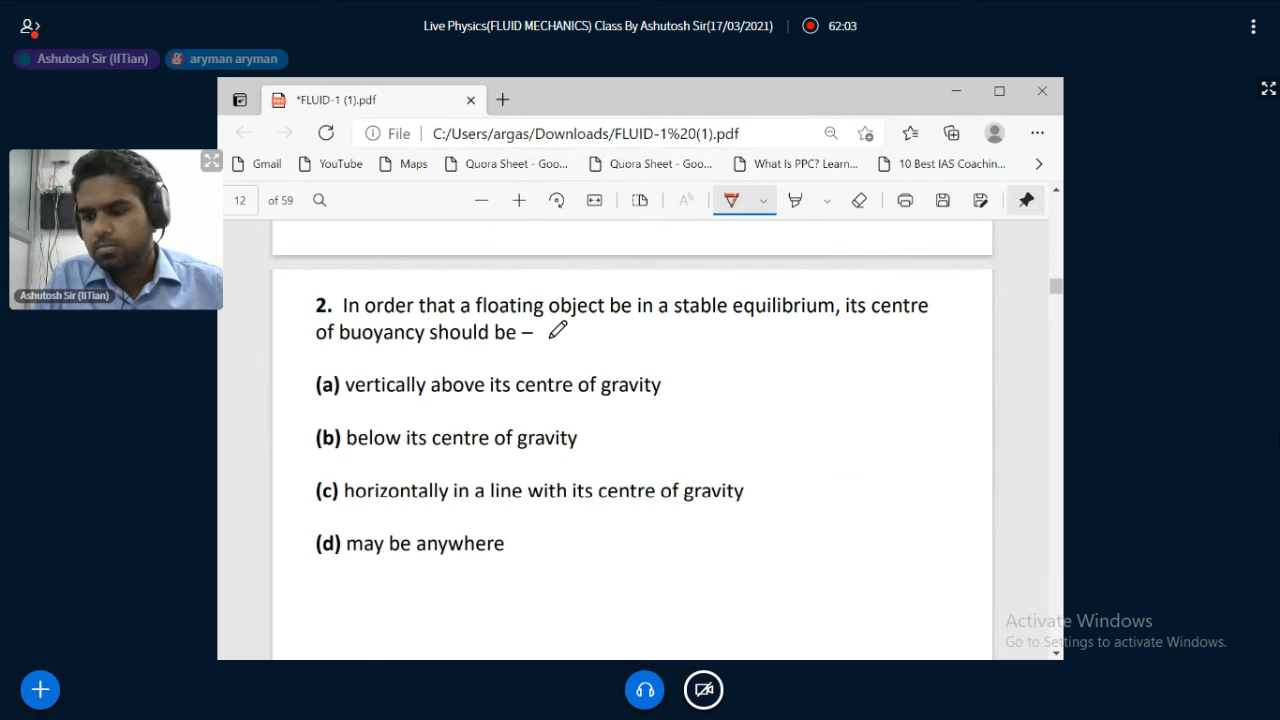 Live Physics(FLUID MECHANICS) Class By Ashutosh Sir(17/03/2021)
62:03
Ashutosh Sir (IITian)
aryman aryman
*FLUID-1 (1).pdf
File
C:/Users/argas/Downloads/FLUID-1%20(1).pdf
Gmail
YouTube
Maps
Quora Sheet - Goo...
Quora Sheet - Goo...
What Is PPC? Learn...
10 Best IAS Coachin...
12 of 59
Ashutosh Sir (IITian)
2. In order that a floating object be in a stable equilibrium, its centre
of buoyancy should be –
(a) vertically above its centre of gravity
(b) below its centre of gravity
(c) horizontally in a line with its centre of gravity
(d) may be anywhere
Activate Windows
Go to Settings to activate Windows.